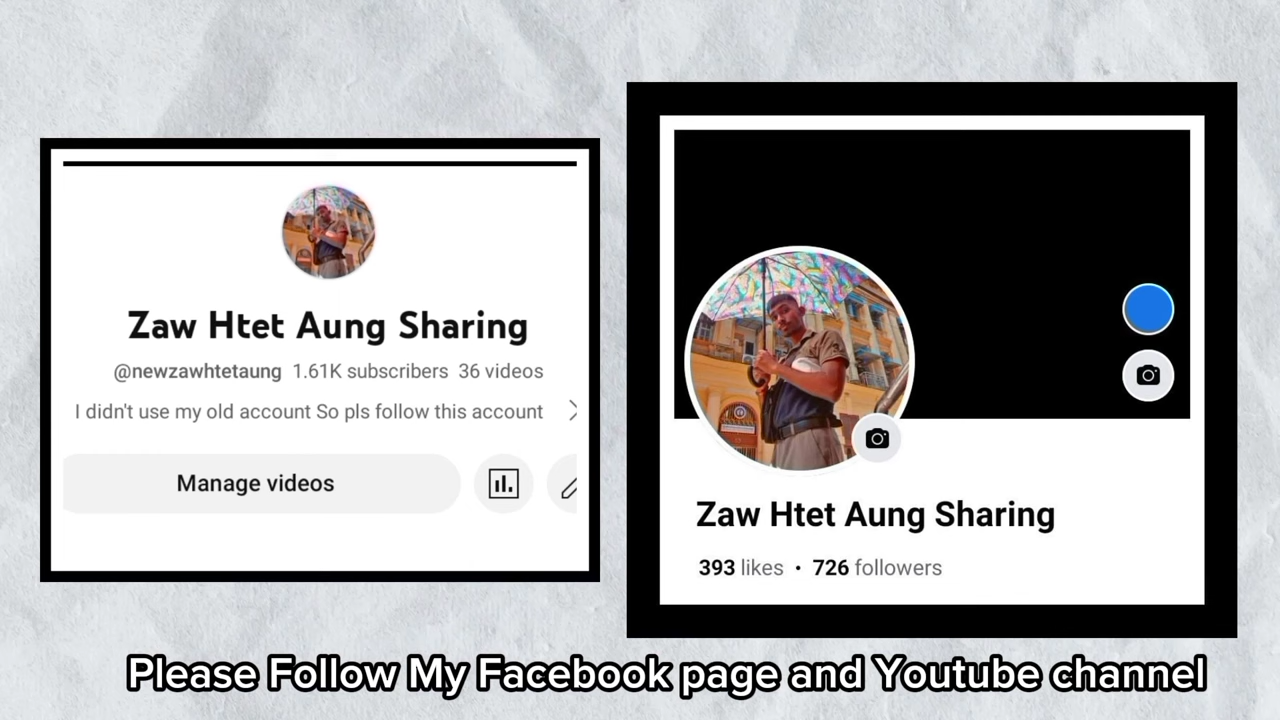 Zaw Htet Aung Sharing
@newzawhtetaung 1.61K subscribers 36 videos
I didn't use my old account So pls follow this account
Manage videos
Zaw Htet Aung Sharing
393 likes • 726 followers
Please Follow My Facebook page and Youtube channel